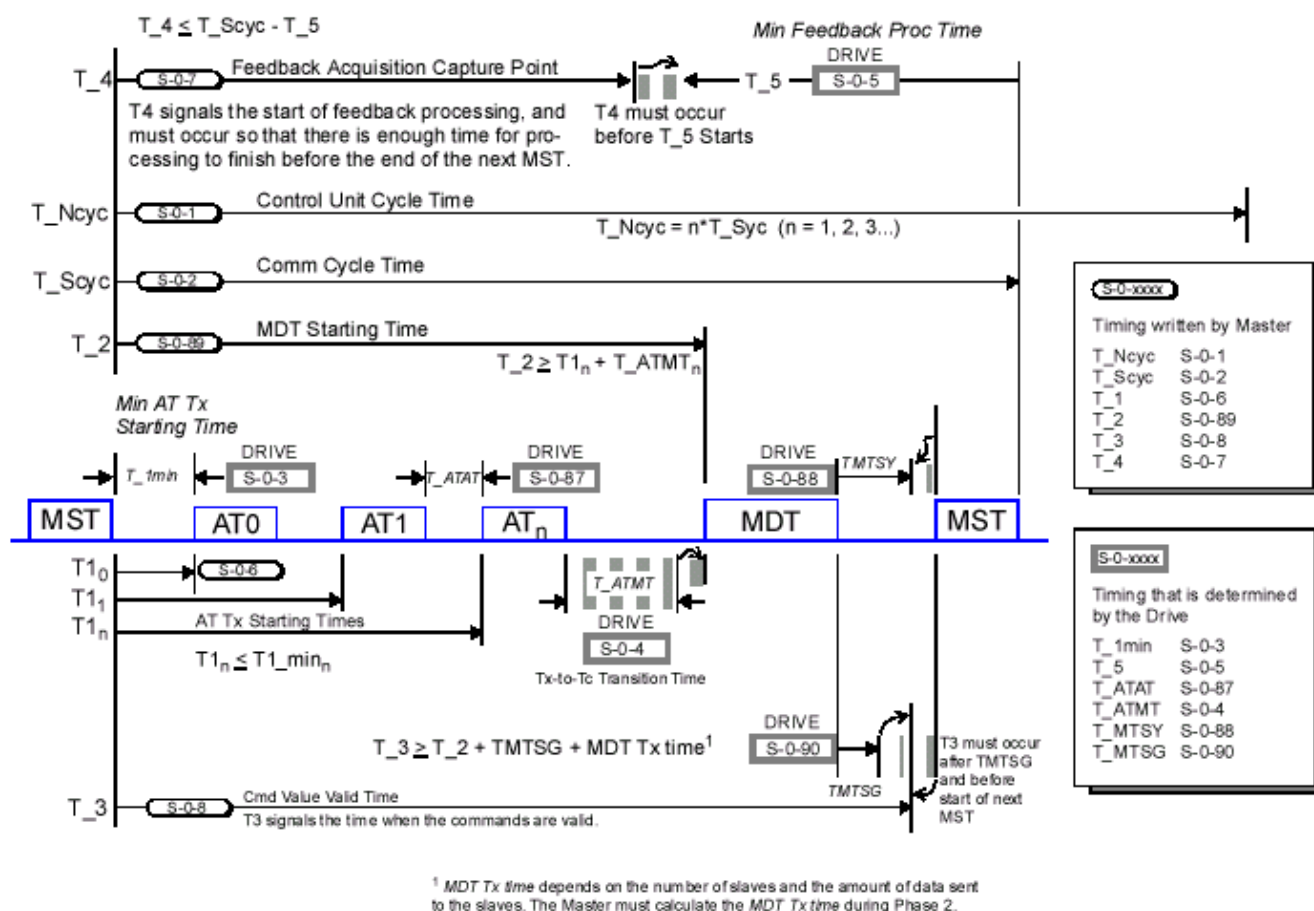 T_4 ≤ T_Scyc - T_5
Min Feedback Proc Time
DRIVE
T_4
S-0-7
Feedback Acquisition Capture Point
T_5
S-0-5
T4 signals the start of feedback processing, and
must occur so that there is enough time for pro-
cessing to finish before the end of the next MST.
T4 must occur
before T_5 Starts
T_Ncyc
S-0-1
Control Unit Cycle Time
T_Ncyc = n*T_Syc (n = 1, 2, 3...)
T_Scyc
S-0-2
Comm Cycle Time
T_2
S-0-89
MDT Starting Time
T_2 ≥ T1n + T_ATMTn
S-0-xxxx
Timing written by Master
T_Ncyc S-0-1
T_Scyc S-0-2
T_1 S-0-6
T_2 S-0-89
T_3 S-0-8
T_4 S-0-7
Min AT Tx
Starting Time
T_1min
DRIVE
S-0-3
T_ATAT
DRIVE
S-0-87
DRIVE
S-0-88
TMTSY
MST
AT0
AT1
ATn
MDT
MST
T1₀
S-0-6
T1₁
T1n
AT Tx Starting Times
T1n ≤ T1_minn
T_ATMT
DRIVE
S-0-4
Tx-to-Tc Transition Time
S-0-xxxx
Timing that is determined
by the Drive
T_1min S-0-3
T_5 S-0-5
T_ATAT S-0-87
T_ATMT S-0-4
T_MTSY S-0-88
T_MTSG S-0-90
T_3 ≥ T_2 + TMTSG + MDT Tx time¹
DRIVE
S-0-90
TMTSG
T3 must occur
after TMTSG
and before
start of next
MST
T_3
S-0-8
Cmd Value Valid Time
T3 signals the time when the commands are valid.
¹ MDT Tx time depends on the number of slaves and the amount of data sent
to the slaves. The Master must calculate the MDT Tx time during Phase 2.